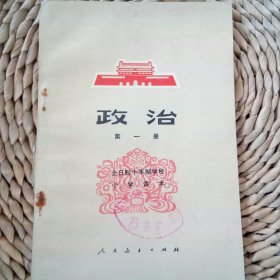 政治
第一册
全日制十年制学校
中学课本
人民教育出版社